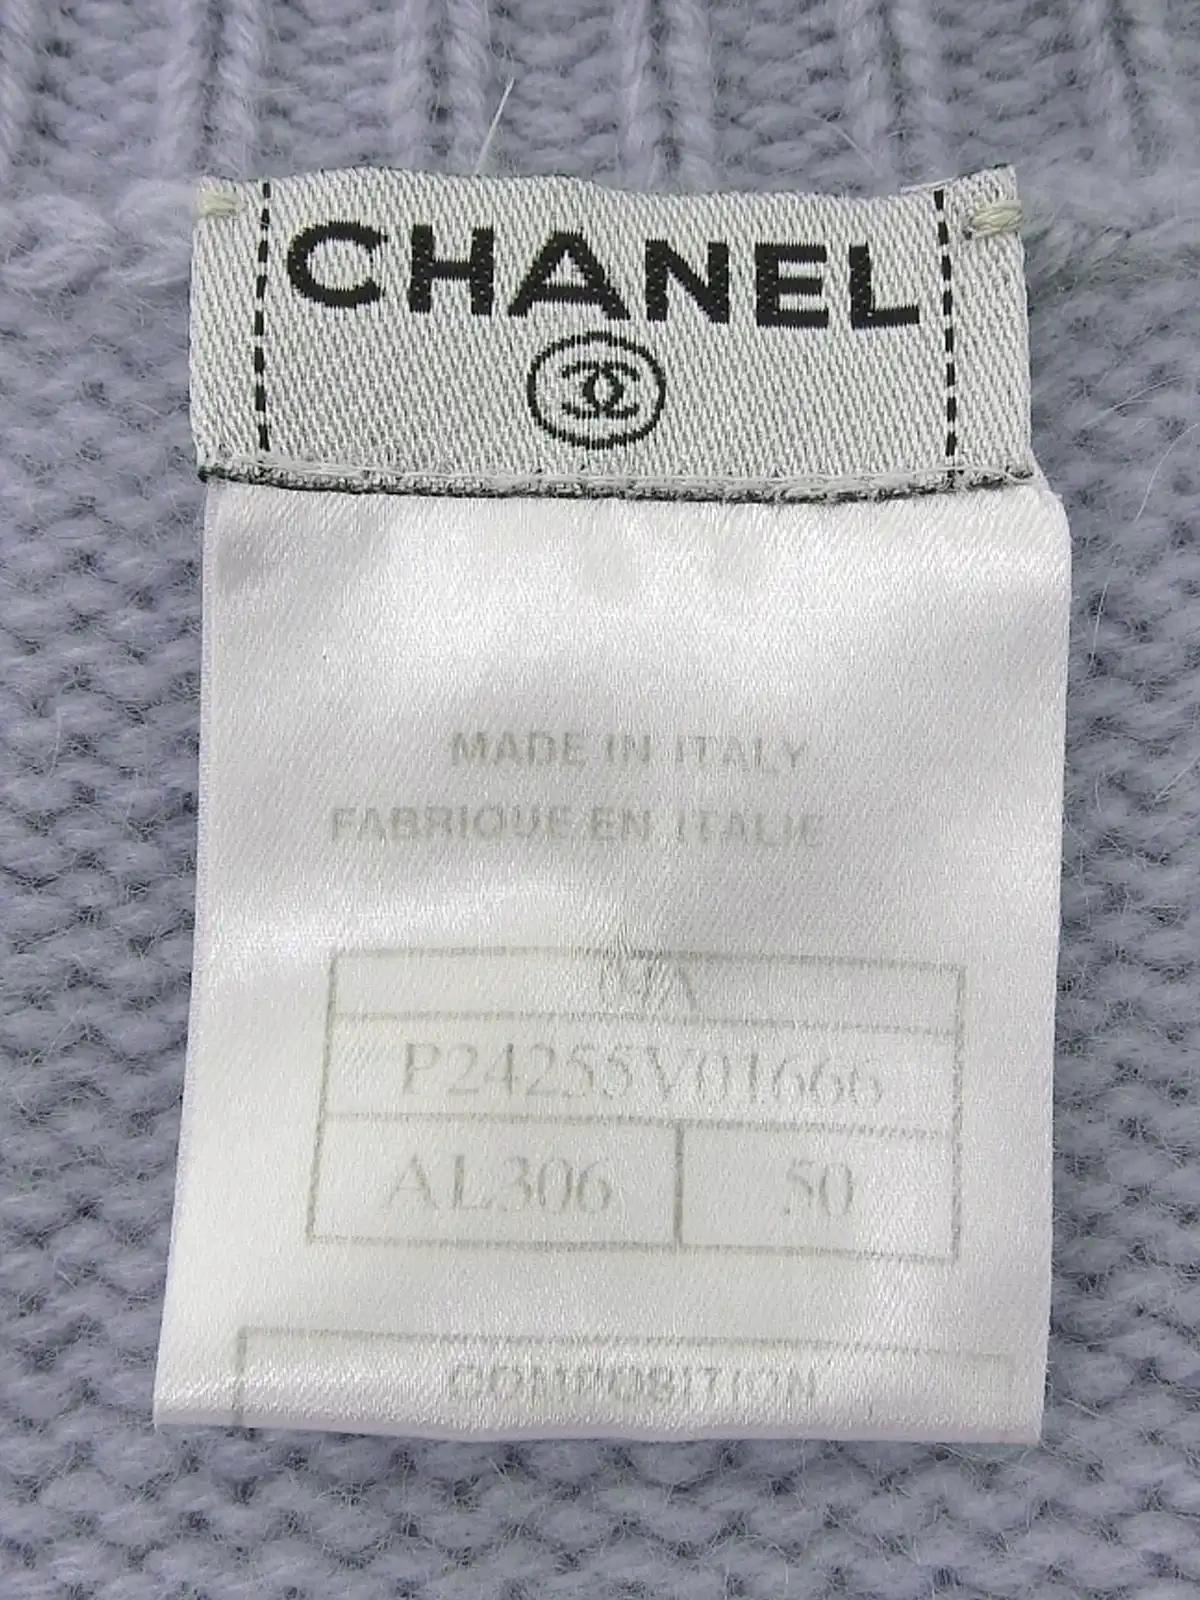 CHANEL
MADE IN ITALY
FABRIQUE EN ITALIE
P24255V01666
AL306
50
COMPOSITION